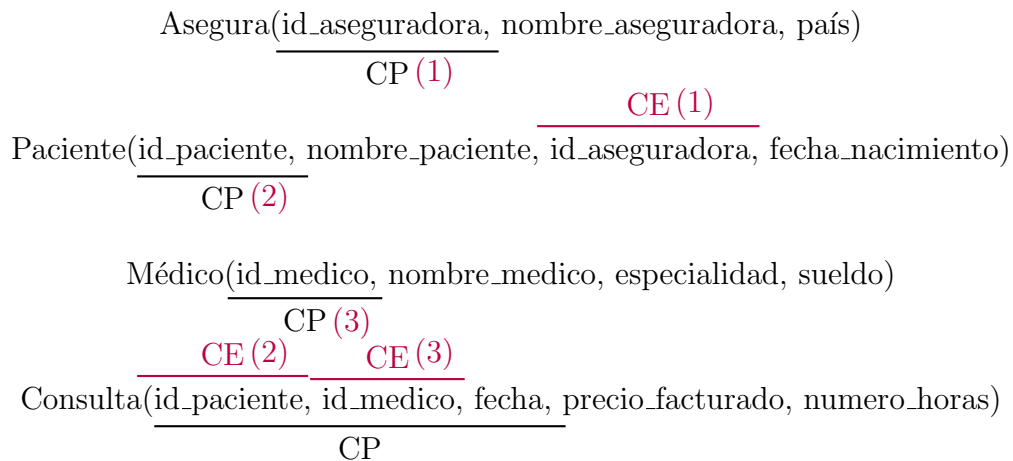 Asegura(id_aseguradora, nombre_aseguradora, país)
CP (1)
CE (1)
Paciente(id_paciente, nombre_paciente, id_aseguradora, fecha_nacimiento)
CP (2)
Médico(id_medico, nombre_medico, especialidad, sueldo)
CP (3)
CE (2) CE (3)
Consulta(id_paciente, id_medico, fecha, precio_facturado, numero_horas)
CP